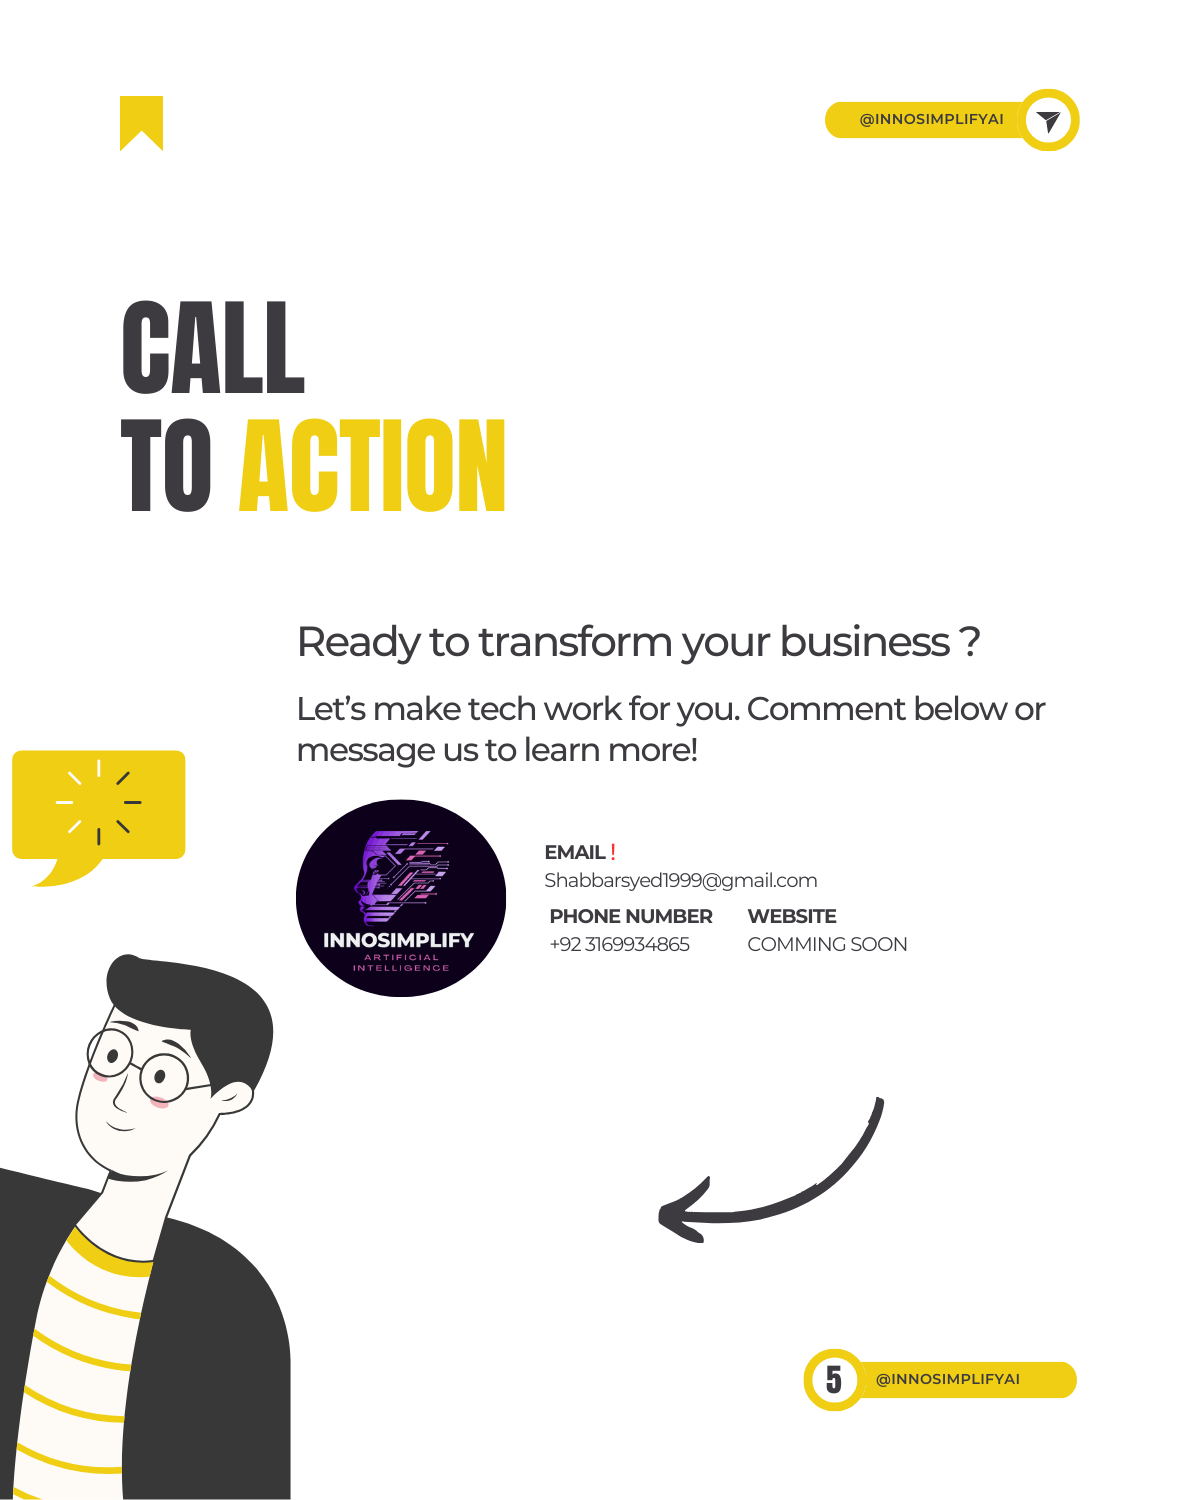 @INNOSIMPLIFYAI
CALL
TO ACTION
Ready to transform your business ?
Let's make tech work for you. Comment below or
message us to learn more!
INNOSIMPLIFY
ARTIFICIAL
INTELLIGENCE
EMAIL !
Shabbarsyed1999@gmail.com
PHONE NUMBER
+92 3169934865
WEBSITE
COMMING SOON
5
@INNOSIMPLIFYAI